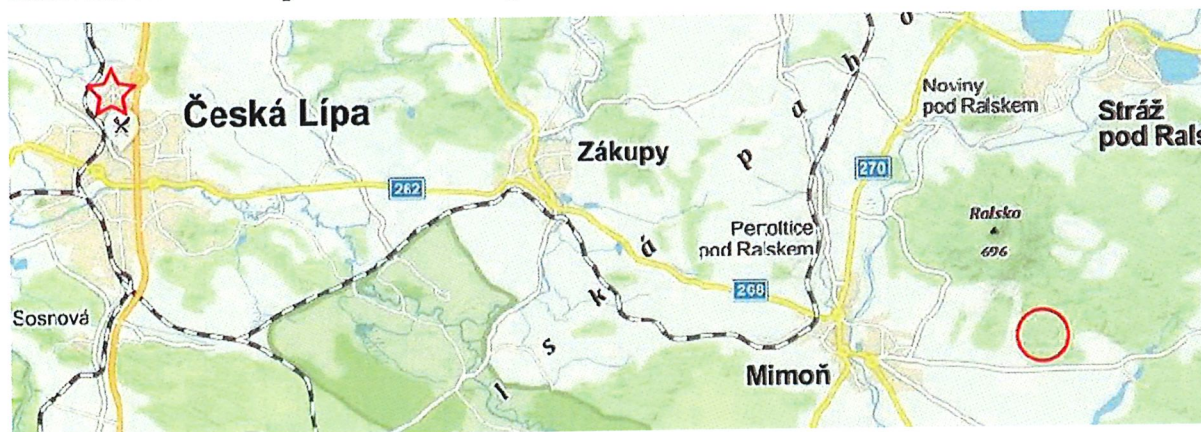 Česká Lípa
Zákupy
262
Sosnová
l s k á p a h o
268
270
Noviny
pod Ralskem
Stráž
pod Rals
Pertoltice
pod Ralskem
Ralsko
696
Mimoň